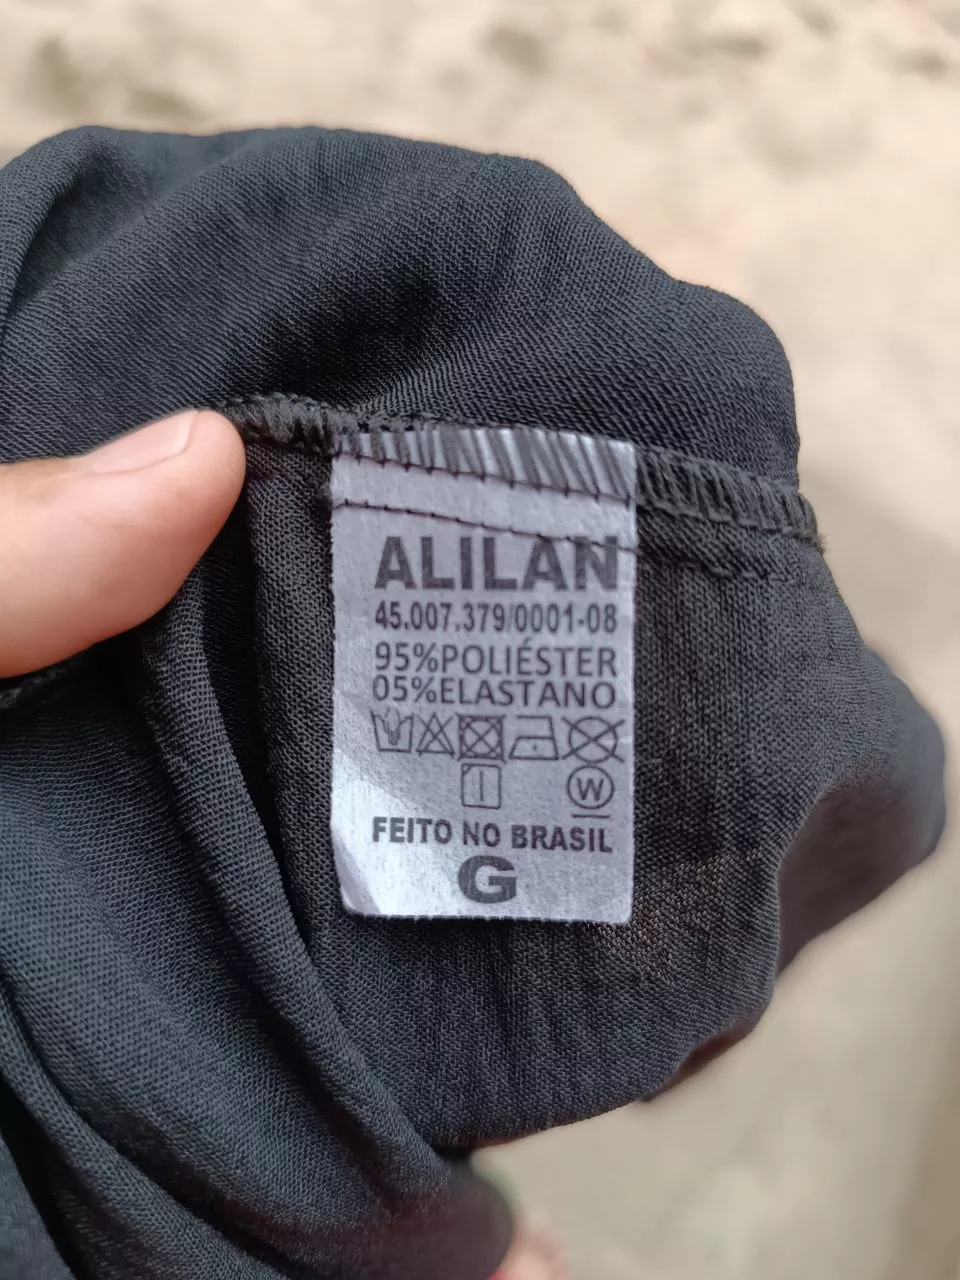 ALILAN
45.007.379/0001-08
95%POLIÉSTER
05%ELASTANO
W
FEITO NO BRASIL
G